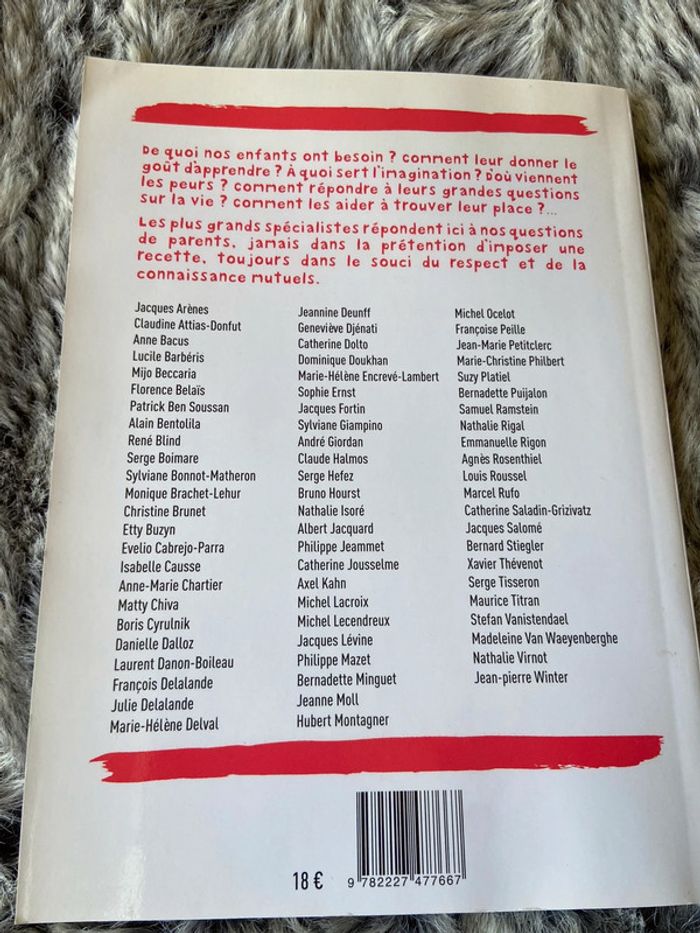 De quoi nos enfants ont besoin ? comment leur donner le
goût d'apprendre ? À quoi sert l'imagination ? D'où viennent
les peurs ? comment répondre à leurs grandes questions
sur la vie ? comment les aider à trouver leur place ?...
Les plus grands spécialistes répondent ici à nos questions
de parents, jamais dans la prétention d'imposer une
recette, toujours dans le souci du respect et de la
connaissance mutuels.
Jacques Arènes
Claudine Attias-Donfut
Anne Bacus
Lucile Barbéris
Mijo Beccaria
Florence Belaïs
Patrick Ben Soussan
Alain Bentolila
René Blind
Serge Boimare
Sylviane Bonnot-Matheron
Monique Brachet-Lehur
Christine Brunet
Etty Buzyn
Evelio Cabrejo-Parra
Isabelle Causse
Anne-Marie Chartier
Matty Chiva
Boris Cyrulnik
Danielle Dalloz
Laurent Danon-Boileau
François Delalande
Julie Delalande
Marie-Hélène Delval
Jeannine Deunff
Geneviève Djénati
Catherine Dolto
Dominique Doukhan
Marie-Hélène Encrevé-Lambert
Sophie Ernst
Jacques Fortin
Sylviane Giampino
André Giordan
Claude Halmos
Serge Hefez
Bruno Hourst
Nathalie Isoré
Albert Jacquard
Philippe Jeammet
Catherine Jousselme
Axel Kahn
Michel Lacroix
Michel Lecendreux
Jacques Lévine
Philippe Mazet
Bernadette Minguet
Jeanne Moll
Hubert Montagner
Michel Ocelot
Françoise Peille
Jean-Marie Petitclerc
Marie-Christine Philbert
Suzy Platiel
Bernadette Puijalon
Samuel Ramstein
Nathalie Rigal
Emmanuelle Rigon
Agnès Rosenthiel
Louis Roussel
Marcel Rufo
Catherine Saladin-Grizivatz
Jacques Salomé
Bernard Stiegler
Xavier Thévenot
Serge Tisseron
Maurice Titran
Stefan Vanistendael
Madeleine Van Waeyenberghe
Nathalie Virnot
Jean-pierre Winter
18 €
9 782227 477667